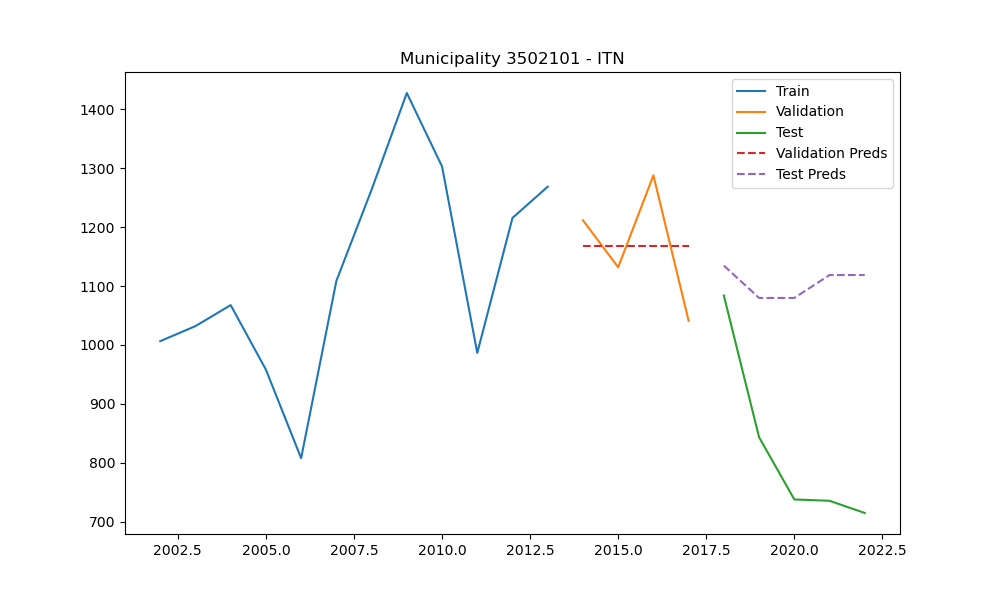 Municipality 3502101 - ITN
Train
Validation
Test
Validation Preds
Test Preds
1400
1300
1200
1100
1000
900
800
700
2002.5 2005.0 2007.5 2010.0 2012.5 2015.0 2017.5 2020.0 2022.5